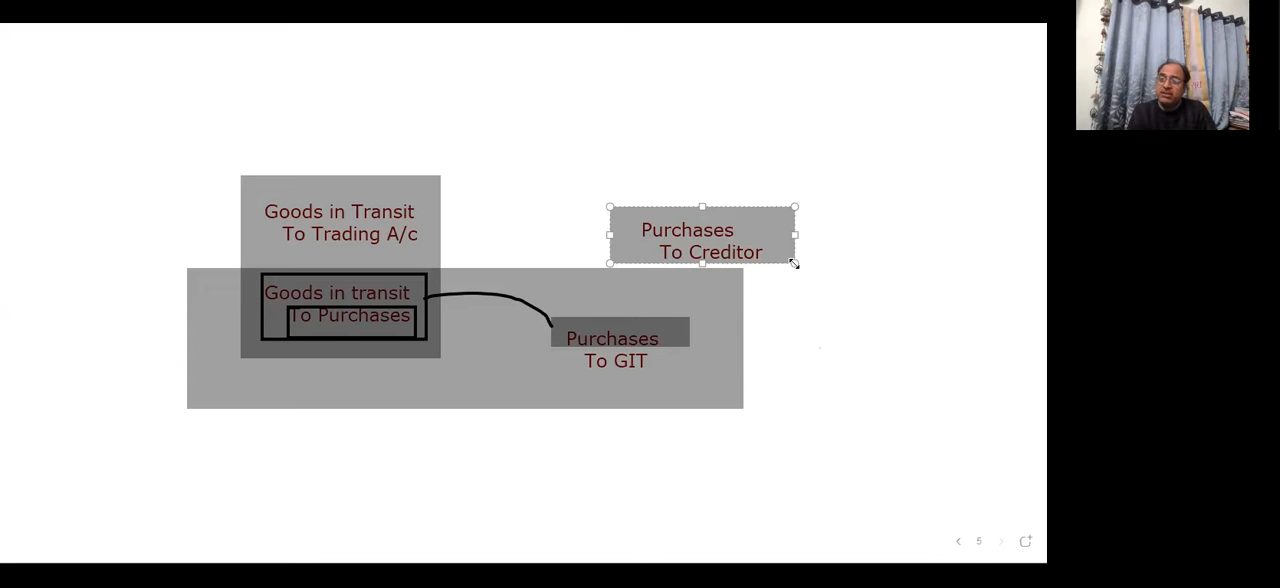 Goods in Transit
To Trading A/c
Purchases
To Creditor
Goods in transit
To Purchases
Purchases
To GIT
5